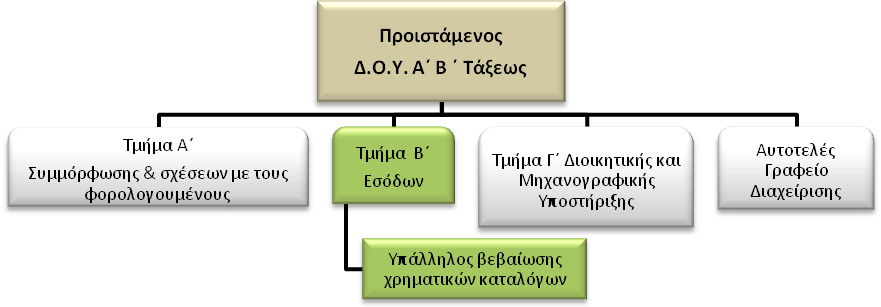 Προιστάμενος
Δ.Ο.Υ. Α΄ Β ΄ Τάξεως
Τμήμα Α΄
Συμμόρφωσης & σχέσεων με τους
φορολογουμένους
Τμήμα Β΄
Εσόδων
Τμήμα Γ΄ Διοικητικής και
Μηχανογραφικής
Υποστήριξης
Αυτοτελές
Γραφείο
Διαχείρισης
Υπάλληλος βεβαίωσης
χρηματικών καταλόγων